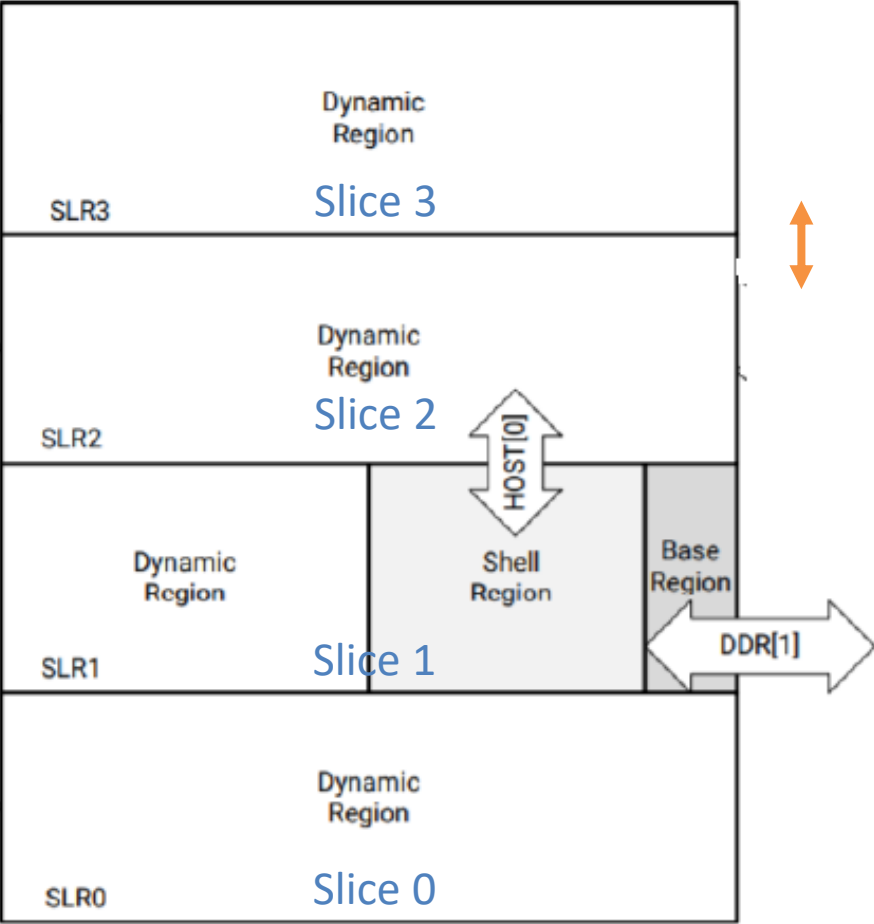 Dynamic
Region
Slice 3
SLR3
Dynamic
Region
Slice 2
SLR2
HOST[0]
Dynamic
Region
Shell
Region
Base
Region
DDR[1]
Slice 1
SLR1
Dynamic
Region
Slice 0
SLR0